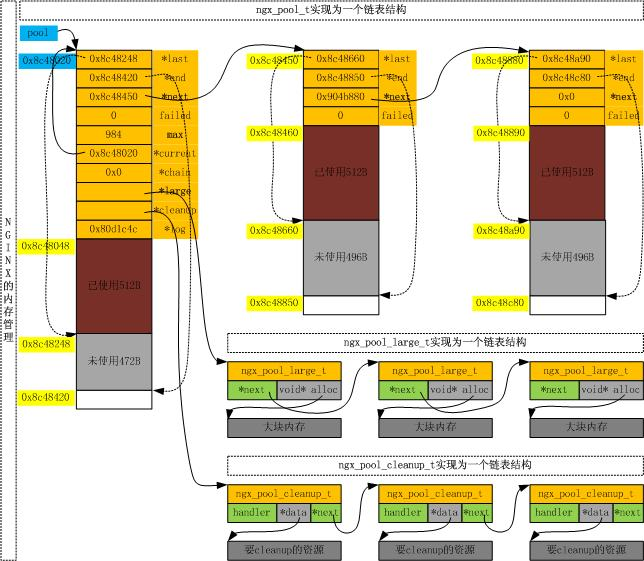 ngx_pool_t实现为一个链表结构
NGINX的内存管理
pool
0x8c48020
0x8c48248 *last
0x8c48420 *end
0x8c48450 *next
0 failed
984 max
0x8c48020 *current
0x0 *chain
*large
*cleanup
0x80d1c4c *log
0x8c48048
已使用512B
0x8c48248
未使用472B
0x8c48420
0x8c48450
0x8c48660 *last
0x8c48850 *end
0x904b880 *next
0 failed
0x8c48460
已使用512B
0x8c48660
未使用496B
0x8c48850
0x8c48880
0x8c48a90 *last
0x8c48c80 *end
0x0 *next
0 failed
0x8c48890
已使用512B
0x8c48a90
未使用496B
0x8c48c80
ngx_pool_large_t实现为一个链表结构
ngx_pool_large_t ngx_pool_large_t ngx_pool_large_t
*next void* alloc *next void* alloc *next void* alloc
大块内存 大块内存 大块内存
ngx_pool_cleanup_t实现为一个链表结构
ngx_pool_cleanup_t ngx_pool_cleanup_t ngx_pool_cleanup_t
handler *data *next handler *data *next handler *data *next
要cleanup的资源 要cleanup的资源 要cleanup的资源